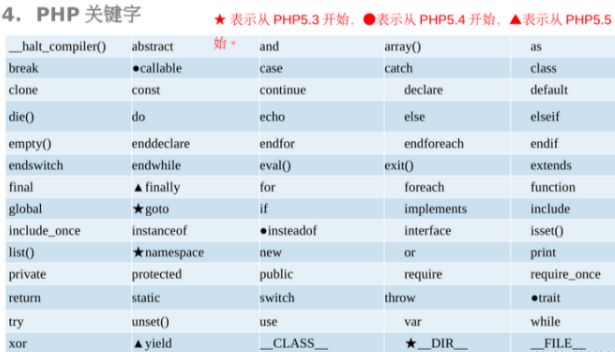 4. PHP 关键字
★ 表示从 PHP5.3 开始, ●表示从 PHP5.4 开始, ▲表示从 PHP5.5
始。
__halt_compiler() abstract and array() as
break ●callable case catch class
clone const continue declare default
die() do echo else elseif
empty() enddeclare endfor endforeach endif
endswitch endwhile eval() exit() extends
final ▲finally for foreach function
global ★goto if implements include
include_once instanceof ●insteadof interface isset()
list() ★namespace new or print
private protected public require require_once
return static switch throw ●trait
try unset() use var while
xor ▲yield __CLASS__ ★__DIR__ __FILE__